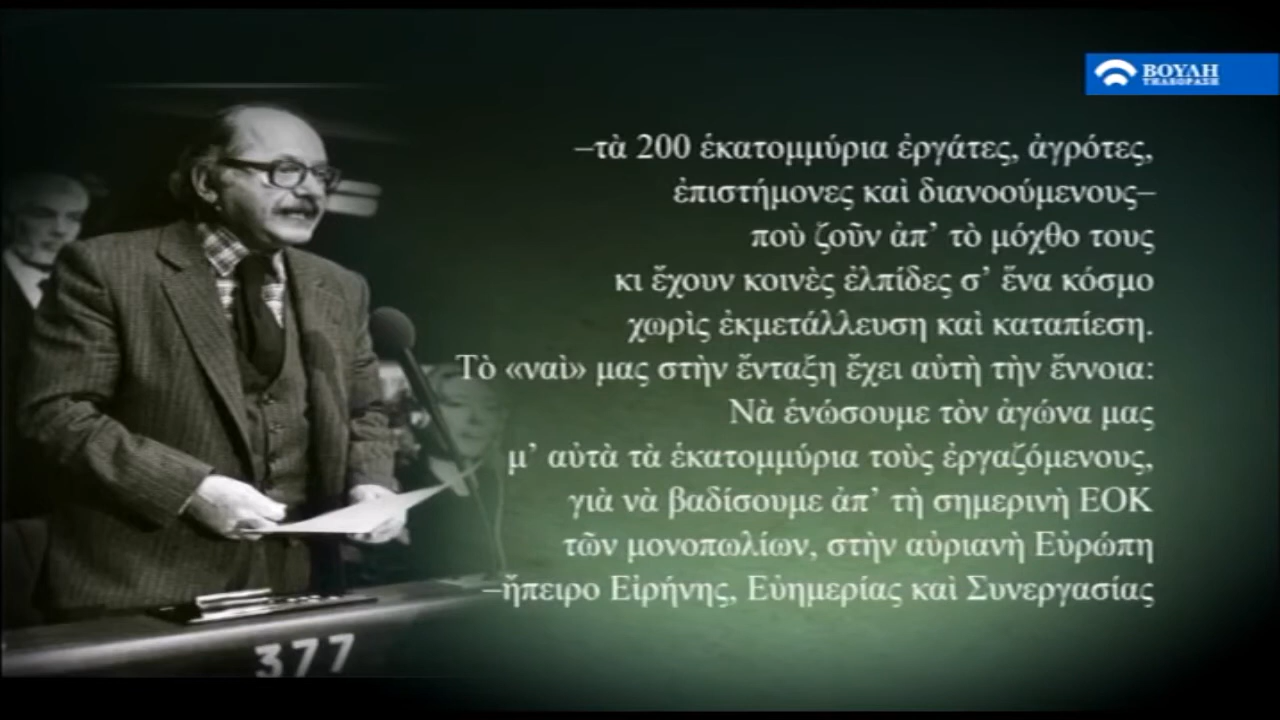 ΒΟΥΛΗ
ΤΗΛΕΟΡΑΣΗ
–τὰ 200 ἑκατομμύρια ἐργάτες, ἀγρότες,
ἐπιστήμονες καὶ διανοούμενους–
ποὺ ζοῦν ἀπ’ τὸ μόχθο τους
κι ἔχουν κοινὲς ἐλπίδες σ’ ἕνα κόσμο
χωρὶς ἐκμετάλλευση καὶ καταπίεση.
Τὸ «ναὶ» μας στὴν ἔνταξη ἔχει αὐτὴ τὴν ἔννοια:
Νὰ ἑνώσουμε τὸν ἀγώνα μας
μ’ αὐτὰ τὰ ἑκατομμύρια τοὺς ἐργαζόμενους,
γιὰ νὰ βαδίσουμε ἀπ’ τὴ σημερινὴ ΕΟΚ
τῶν μονοπωλίων, στὴν αὐριανὴ Εὐρώπη
–ἤπειρο Εἰρήνης, Εὐημερίας καὶ Συνεργασίας
377